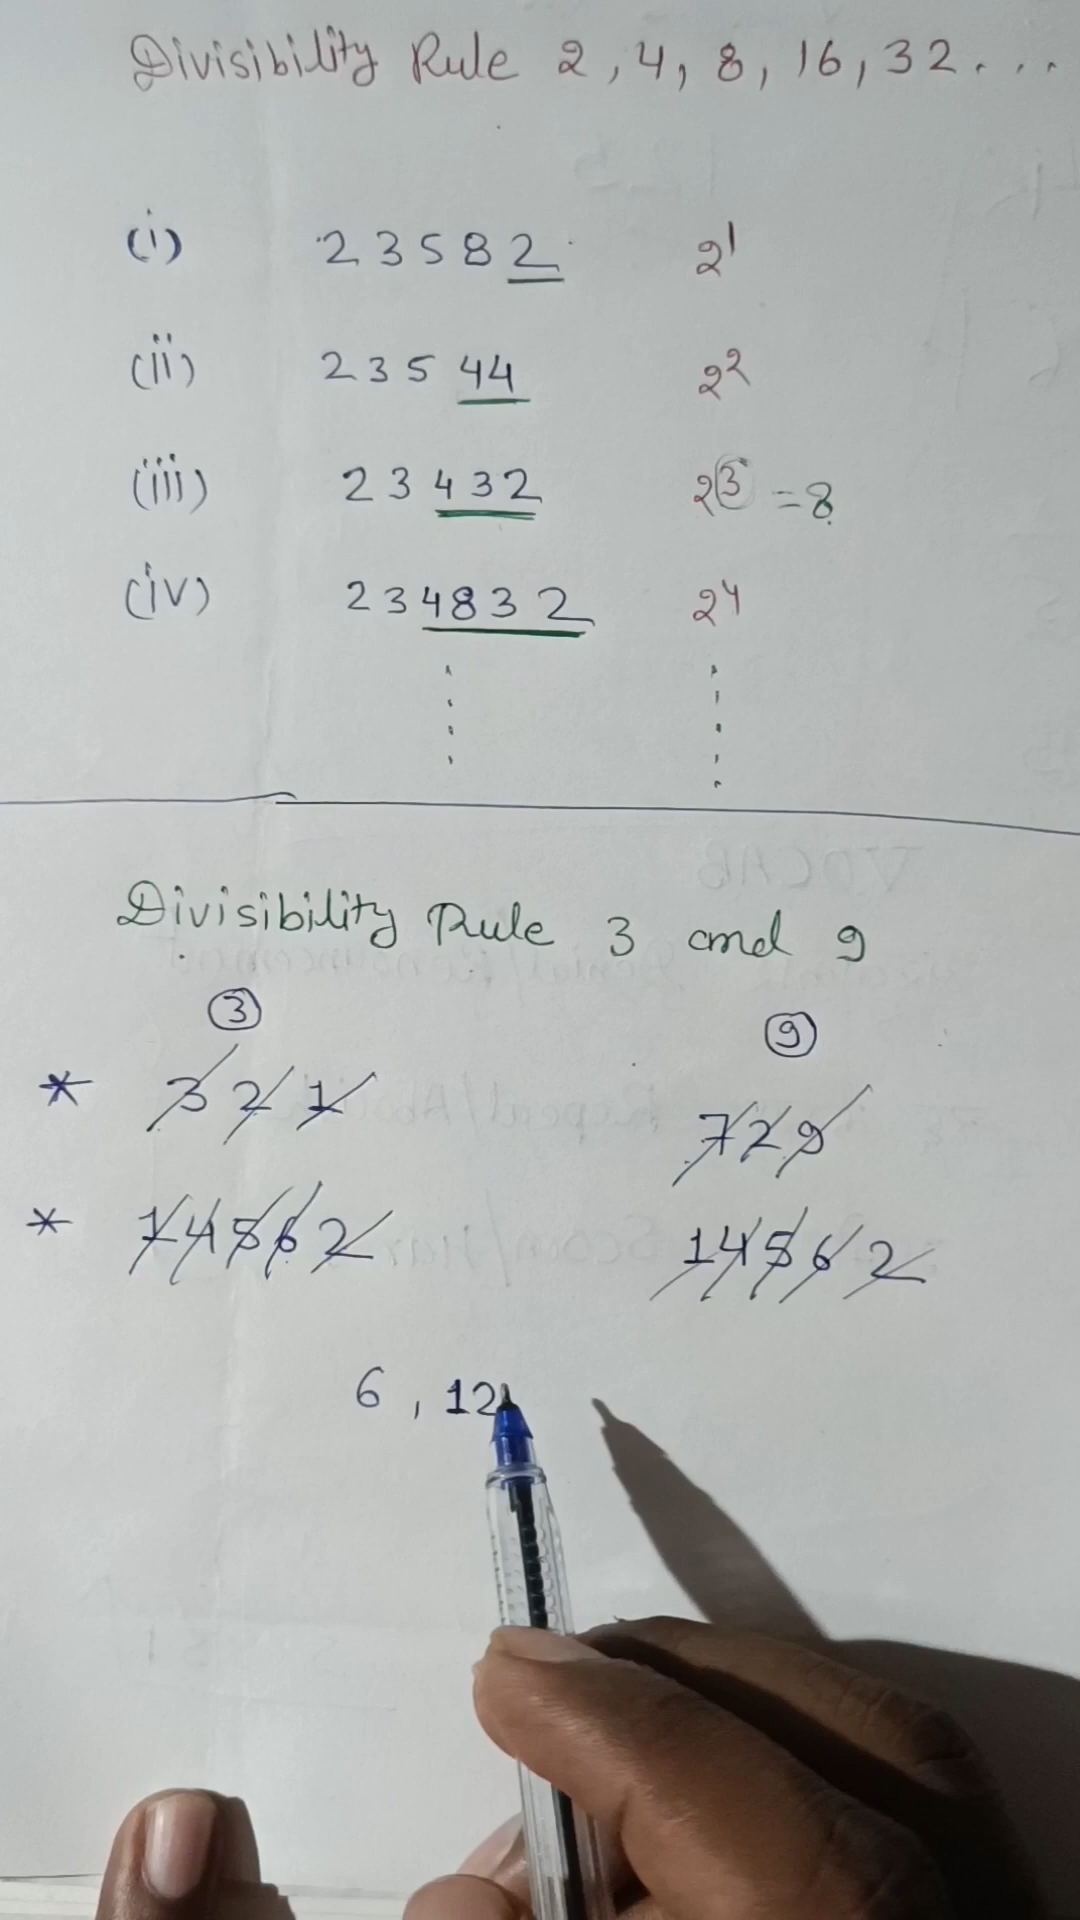 Divisibility Rule 2, 4, 8, 16, 32...
(i) 23582 2¹
(ii) 23544 2²
(iii) 23432 2³ = 8
(iv) 234832 2⁴
Divisibility Rule 3 and 9
3 9
* 321 729
* 14562 14562
6, 12